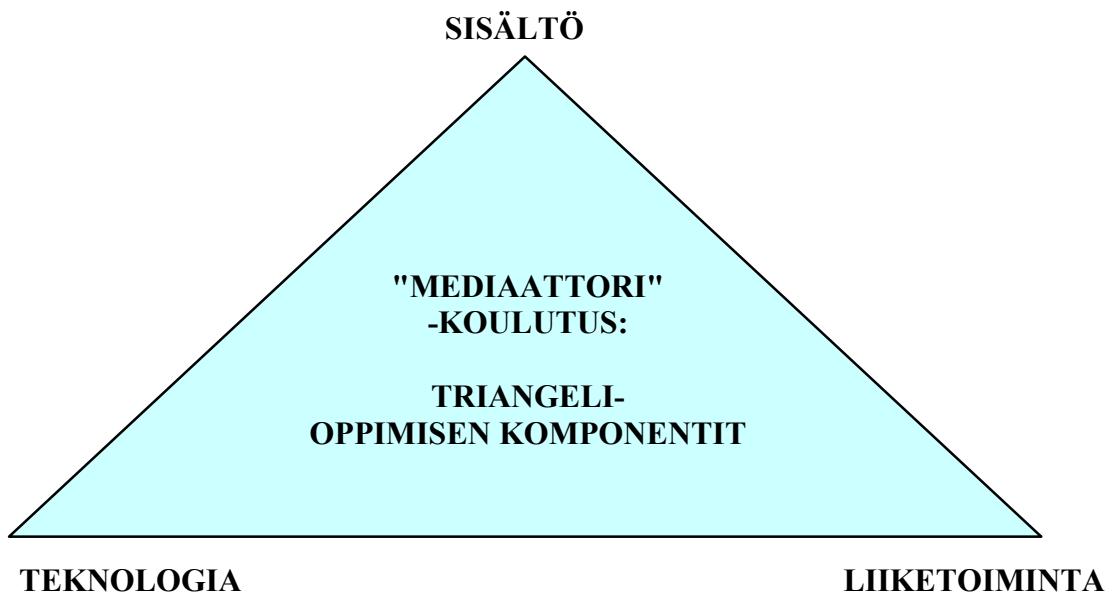 SISÄLTÖ
"MEDIAATTORI"
-KOULUTUS:
TRIANGELI-
OPPIMISEN KOMPONENTIT
TEKNOLOGIA
LIIKETOIMINTA